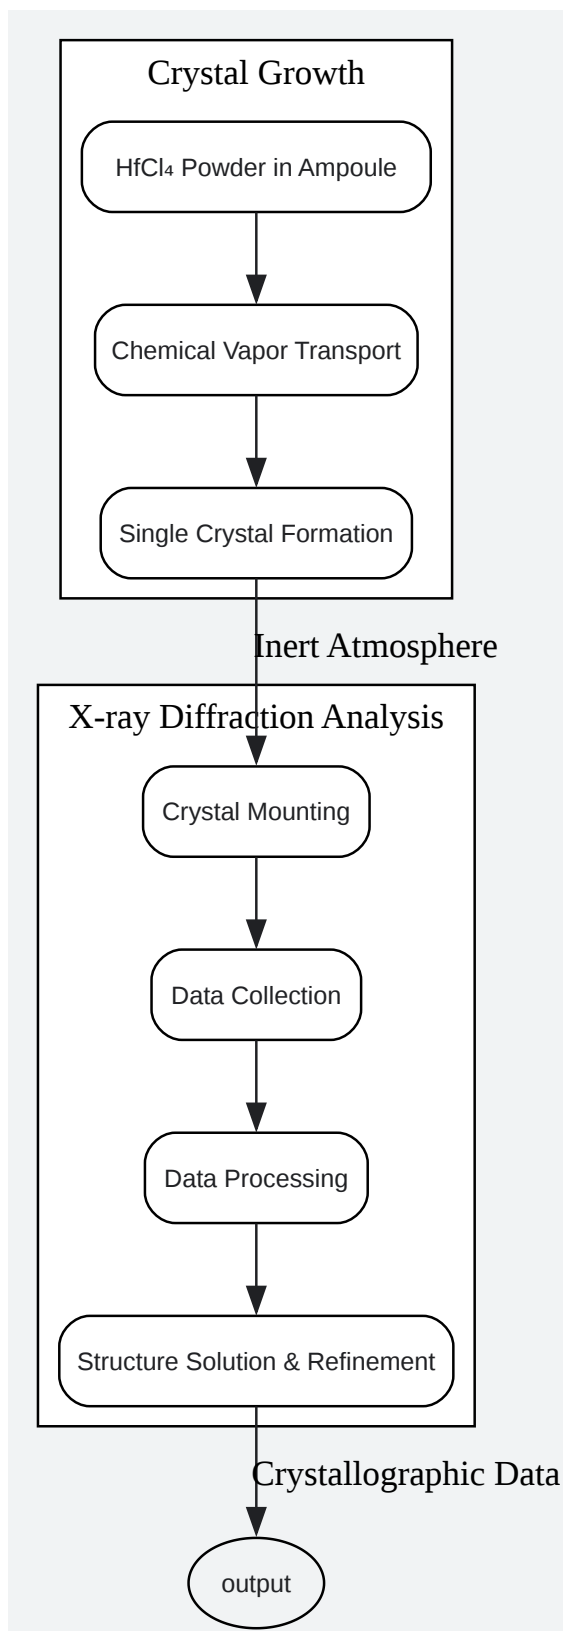 Crystal Growth
HfCl₄ Powder in Ampoule
Chemical Vapor Transport
Single Crystal Formation
Inert Atmosphere
X-ray Diffraction Analysis
Crystal Mounting
Data Collection
Data Processing
Structure Solution & Refinement
Crystallographic Data
output